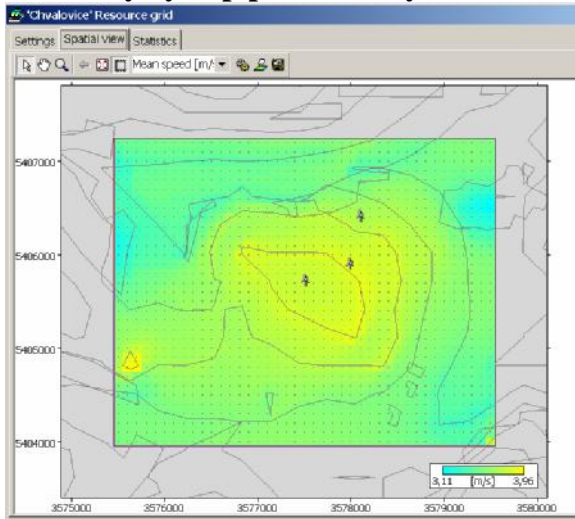 'Chvalovice' Resource grid
Settings Spatial view Statistics
Mean speed [m/
5407000
5406000
5405000
5404000
3,11 [m/s] 3,96
3575000 3576000 3577000 3578000 3579000 3580000